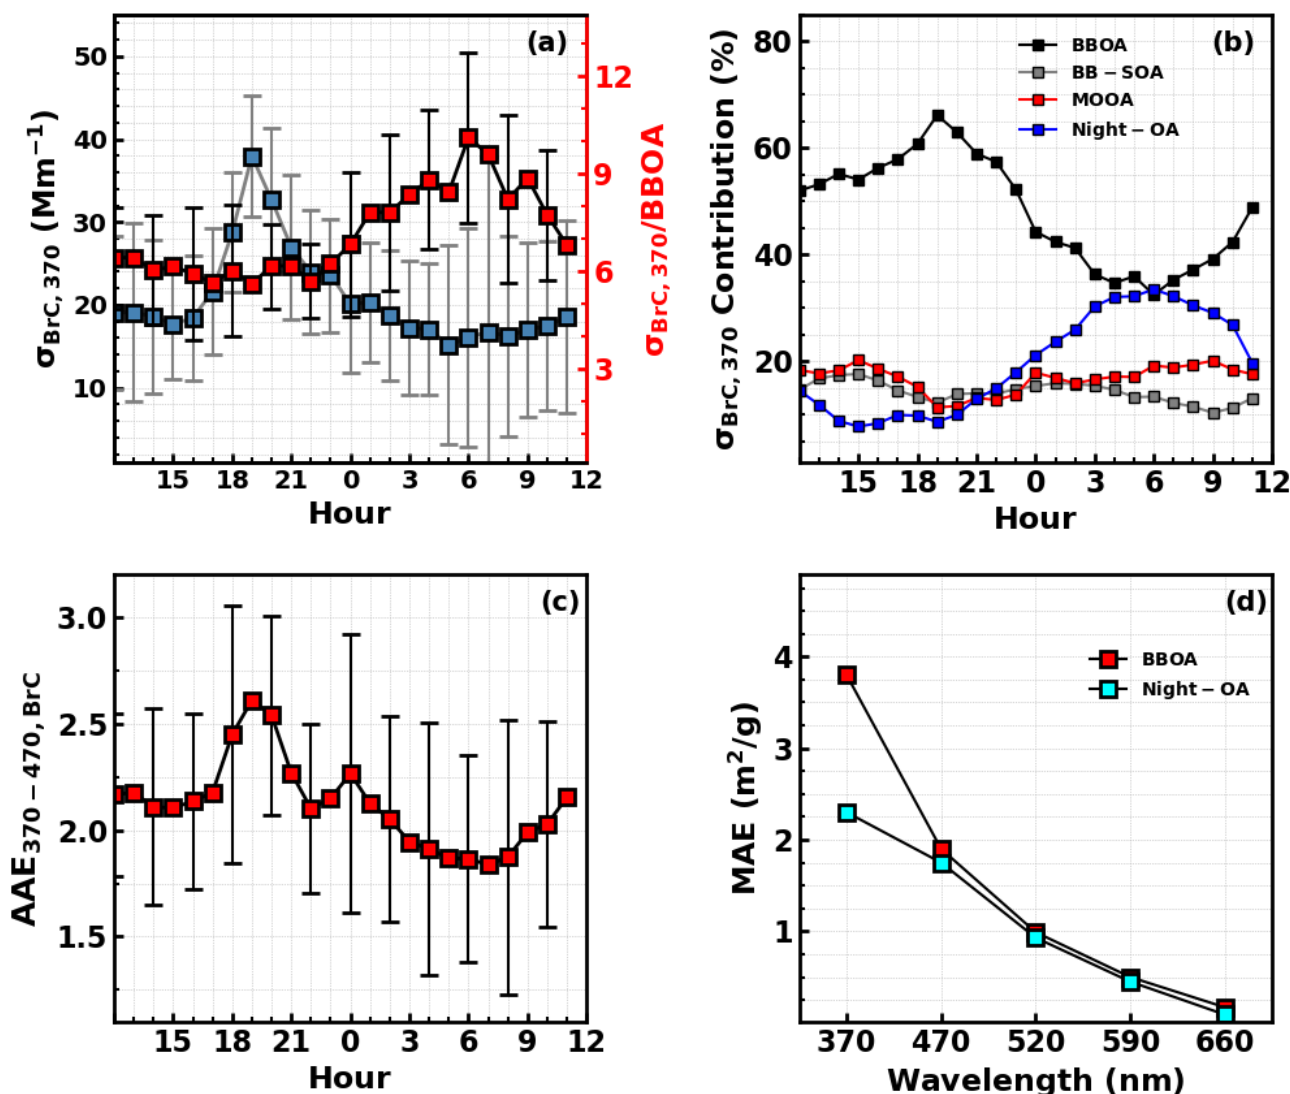 (a)
50
40
30
20
10
σBrC, 370 (Mm⁻¹)
12
9
6
3
σBrC, 370/BBOA
15 18 21 0 3 6 9 12
Hour
(b)
BBOA
BB − SOA
MOOA
Night − OA
80
60
40
20
σBrC, 370 Contribution (%)
15 18 21 0 3 6 9 12
Hour
(c)
3.0
2.5
2.0
1.5
AAE370 − 470, BrC
15 18 21 0 3 6 9 12
Hour
(d)
BBOA
Night − OA
4
3
2
1
MAE (m²/g)
370 470 520 590 660
Wavelength (nm)